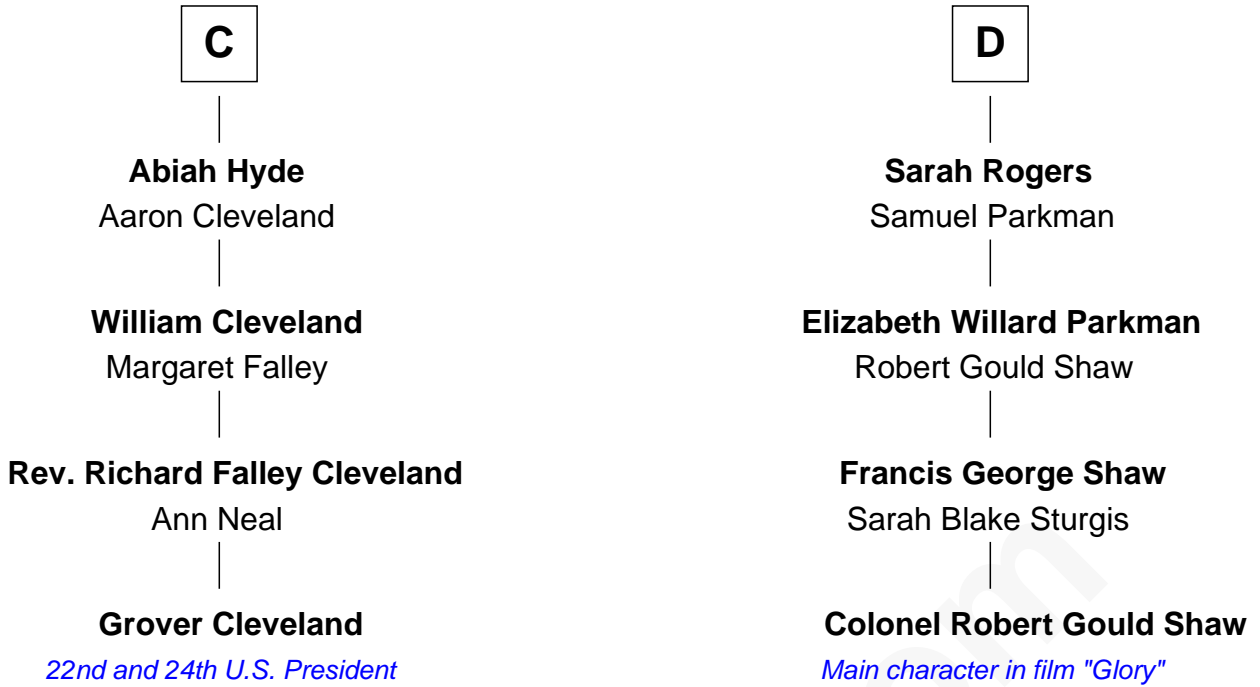 C
Abiah Hyde
Aaron Cleveland
William Cleveland
Margaret Falley
Rev. Richard Falley Cleveland
Ann Neal
Grover Cleveland
22nd and 24th U.S. President
D
Sarah Rogers
Samuel Parkman
Elizabeth Willard Parkman
Robert Gould Shaw
Francis George Shaw
Sarah Blake Sturgis
Colonel Robert Gould Shaw
Main character in film "Glory"